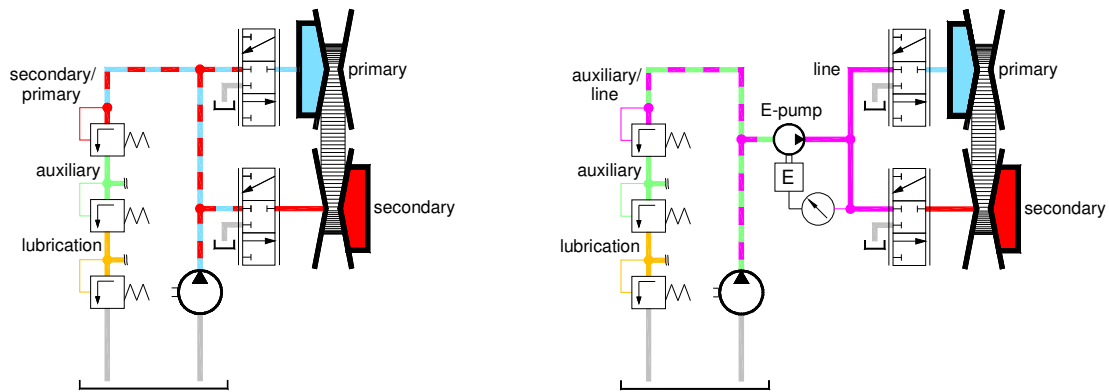 secondary/
primary
primary
auxiliary
secondary
lubrication
auxiliary/
line
line
primary
E-pump
auxiliary
E
secondary
lubrication